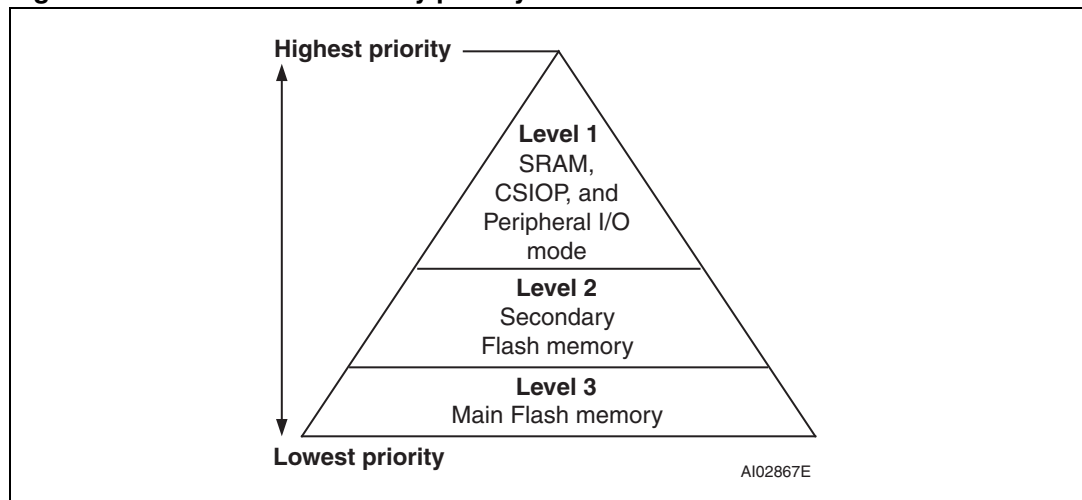 Highest priority
Level 1
SRAM,
CSIOP, and
Peripheral I/O
mode
Level 2
Secondary
Flash memory
Level 3
Main Flash memory
Lowest priority
AI02867E